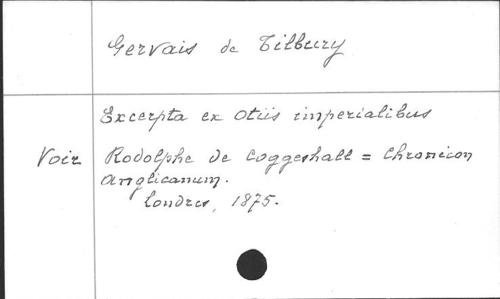 Gervais de Tilbury
Excerpta ex Otiis imperialibus
Voir Rodolphe de Coggeshall = Chronicon
Anglicanum.
Londres, 1875.